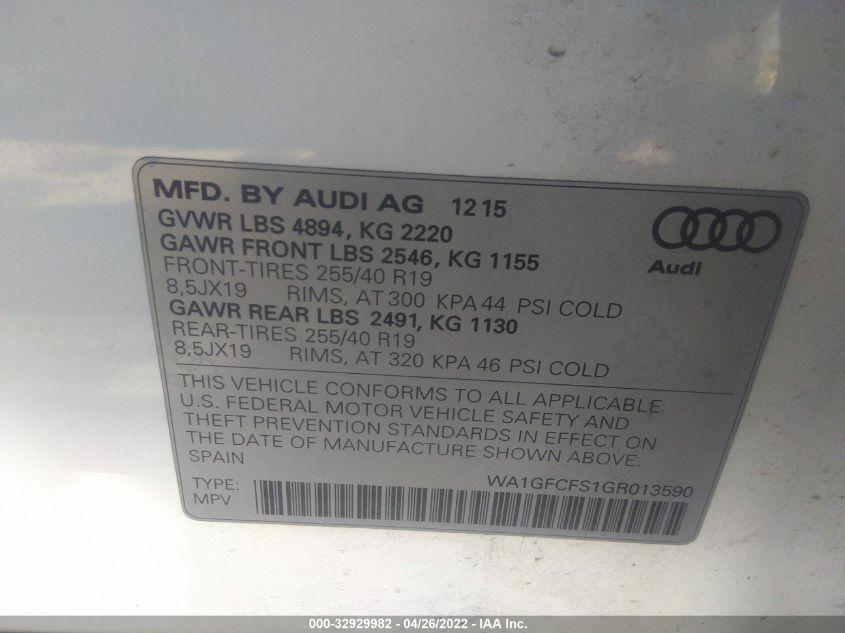 MFD. BY AUDI AG 12 15
GVWR LBS 4894, KG 2220
GAWR FRONT LBS 2546, KG 1155
FRONT-TIRES 255/40 R19
8,5JX19 RIMS, AT 300 KPA 44 PSI COLD
GAWR REAR LBS 2491, KG 1130
REAR-TIRES 255/40 R19
8,5JX19 RIMS, AT 320 KPA 46 PSI COLD
Audi
THIS VEHICLE CONFORMS TO ALL APPLICABLE
U.S. FEDERAL MOTOR VEHICLE SAFETY AND
THEFT PREVENTION STANDARDS IN EFFECT ON
THE DATE OF MANUFACTURE SHOWN ABOVE.
SPAIN
WA1GFCFS1GR013590
TYPE:
MPV
000-32929982 - 04/26/2022 - IAAI.com